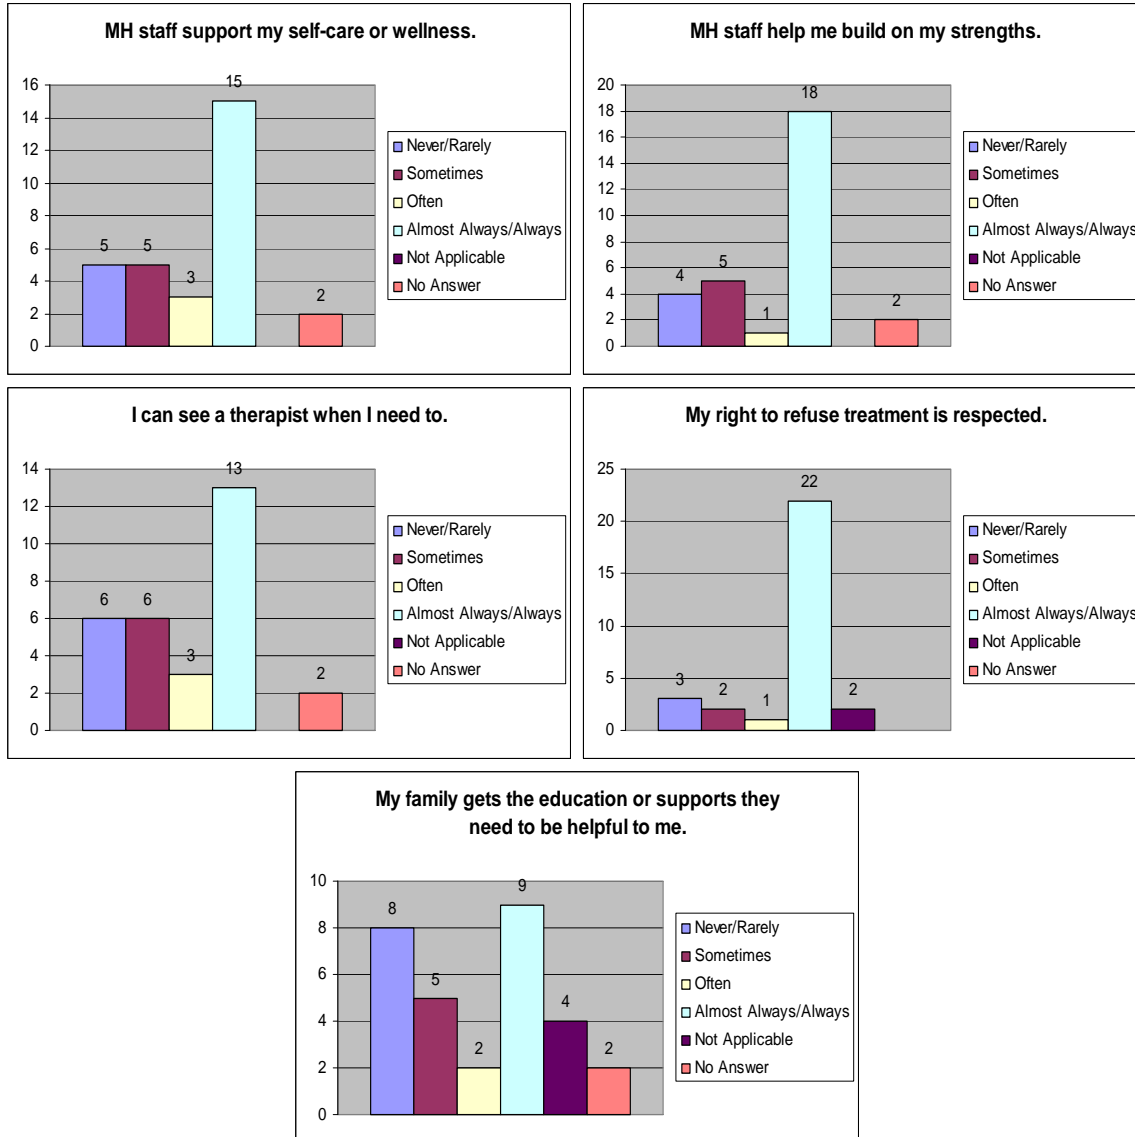 MH staff support my self-care or wellness.
16
14
12
10
8
6
4
2
0
5
5
3
15
2
Never/Rarely
Sometimes
Often
Almost Always/Always
Not Applicable
No Answer
MH staff help me build on my strengths.
20
18
16
14
12
10
8
6
4
2
0
4
5
1
18
2
Never/Rarely
Sometimes
Often
Almost Always/Always
Not Applicable
No Answer
I can see a therapist when I need to.
14
12
10
8
6
4
2
0
6
6
3
13
2
Never/Rarely
Sometimes
Often
Almost Always/Always
Not Applicable
No Answer
My right to refuse treatment is respected.
25
20
15
10
5
0
3
2
1
22
2
Never/Rarely
Sometimes
Often
Almost Always/Always
Not Applicable
No Answer
My family gets the education or supports they
need to be helpful to me.
10
8
6
4
2
0
8
5
2
9
4
2
Never/Rarely
Sometimes
Often
Almost Always/Always
Not Applicable
No Answer